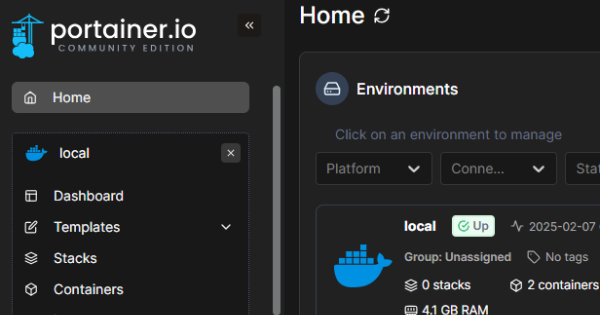 portainer.io
COMMUNITY EDITION
Home
local
Dashboard
Templates
Stacks
Containers
Home
Environments
Click on an environment to manage
Platform Conne...
local Up 2025-02-07
Group: Unassigned No tags
0 stacks 2 containers
4.1 GB RAM